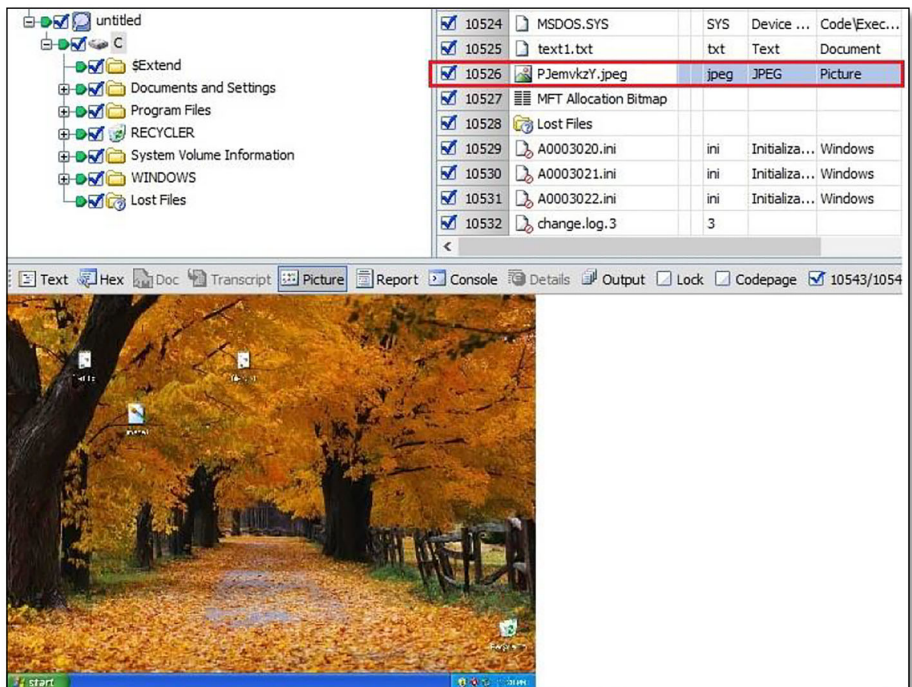 untitled
C
$Extend
Documents and Settings
Program Files
RECYCLER
System Volume Information
WINDOWS
Lost Files
10524 MSDOS.SYS SYS Device ... Code\Exec...
10525 text1.txt txt Text Document
10526 PJemvkzY.jpeg jpeg JPEG Picture
10527 MFT Allocation Bitmap
10528 Lost Files
10529 A0003020.ini ini Initializa... Windows
10530 A0003021.ini ini Initializa... Windows
10531 A0003022.ini ini Initializa... Windows
10532 change.log.3 3
Text Hex Doc Transcript Picture Report Console Details Output Lock Codepage 10543/1054
start